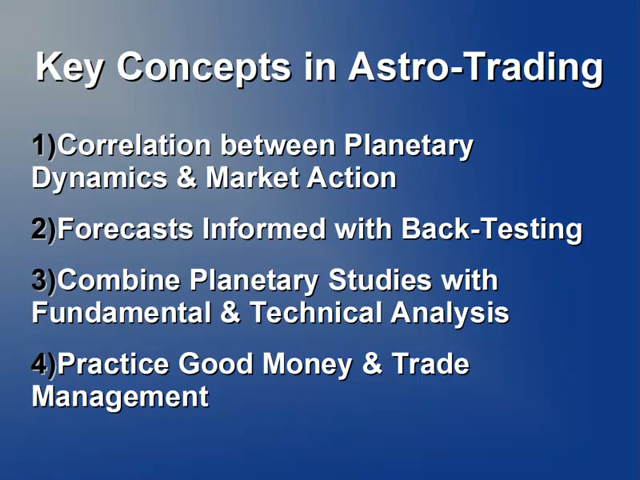 Key Concepts in Astro-Trading
1)Correlation between Planetary
Dynamics & Market Action
2)Forecasts Informed with Back-Testing
3)Combine Planetary Studies with
Fundamental & Technical Analysis
4)Practice Good Money & Trade
Management